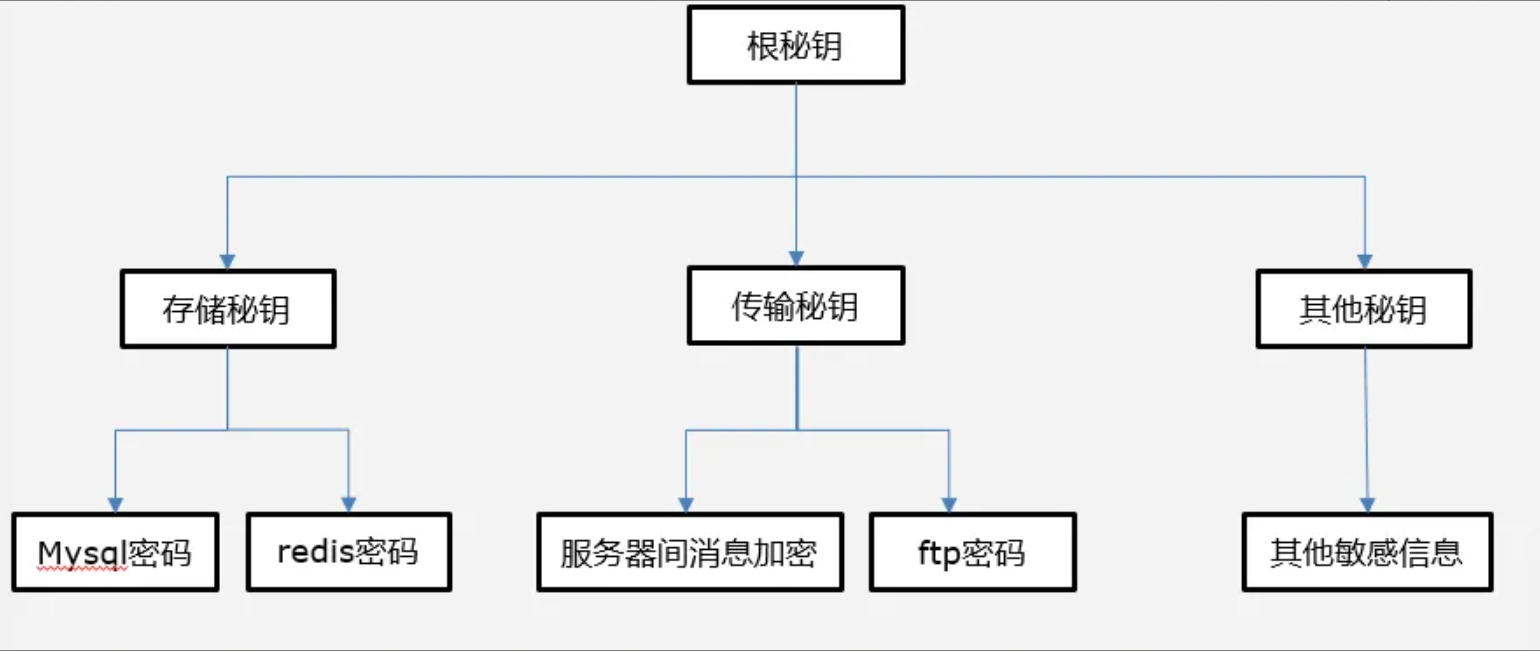 根秘钥
存储秘钥
传输秘钥
其他秘钥
Mysql密码
redis密码
服务器间消息加密
ftp密码
其他敏感信息